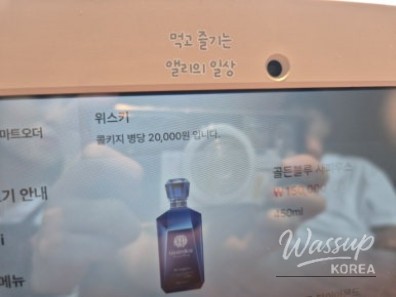 먹고 즐기는
앨리의 일상
위스키
콜키지 병당 20,000원 입니다.
마트오더
골든블루
기 안내
메뉴
Wassup
KOREA